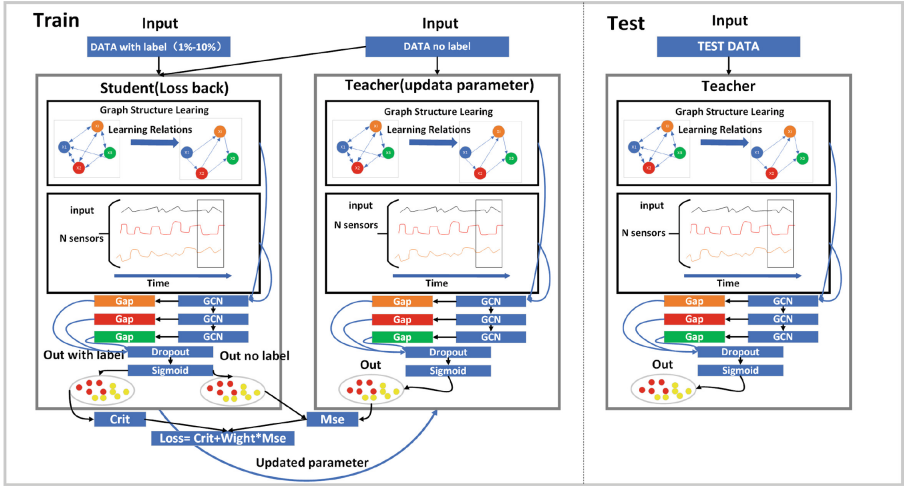 Train
Input
DATA with label（1%-10%）
Input
DATA no label
Student(Loss back)
Graph Structure Learing
Learning Relations
X1
X2
X3
input
N sensors
Time
Gap
GCN
Gap
GCN
Gap
GCN
Out with label
Dropout
Out no label
Sigmoid
Crit
Mse
Loss= Crit+Wight*Mse
Updated parameter
Teacher(updata parameter)
Graph Structure Learing
Learning Relations
input
N sensors
Time
Gap
GCN
Gap
GCN
Gap
GCN
Dropout
Out
Sigmoid
Test
Input
TEST DATA
Teacher
Graph Structure Learing
Learning Relations
input
N sensors
Time
Gap
GCN
Gap
GCN
Gap
GCN
Dropout
Out
Sigmoid